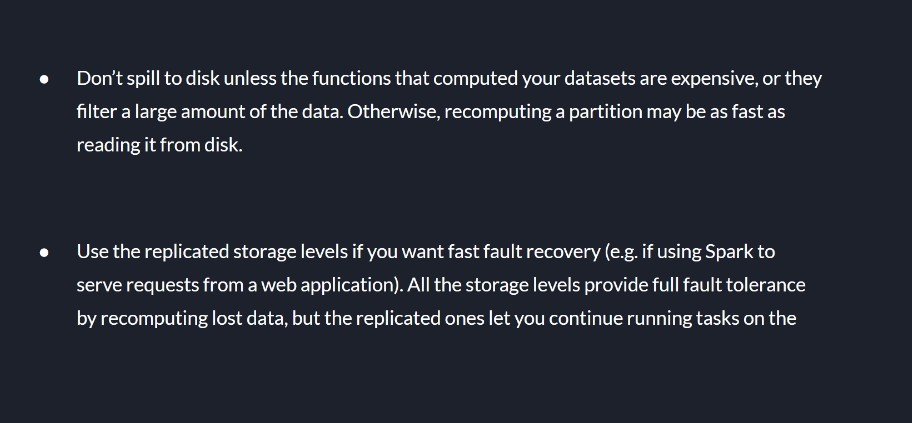 ● Don't spill to disk unless the functions that computed your datasets are expensive, or they
filter a large amount of the data. Otherwise, recomputing a partition may be as fast as
reading it from disk.
● Use the replicated storage levels if you want fast fault recovery (e.g. if using Spark to
serve requests from a web application). All the storage levels provide full fault tolerance
by recomputing lost data, but the replicated ones let you continue running tasks on the